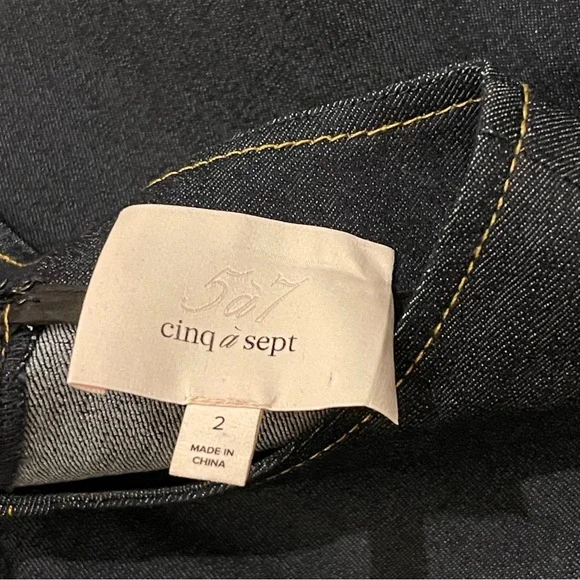 5à7
cinq à sept
2
MADE IN
CHINA